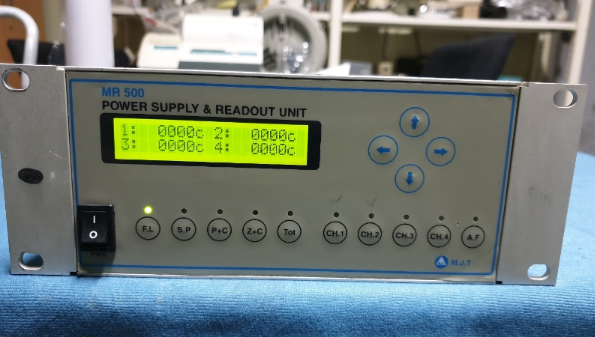 MR 500
POWER SUPPLY & READOUT UNIT
1: 0000c 2: 0000c
3: 0000c 4: 0000c
I
O
F.L S.P P+C Z+C Tot CH.1 CH.2 CH.3 CH.4 A.F
M.J.T